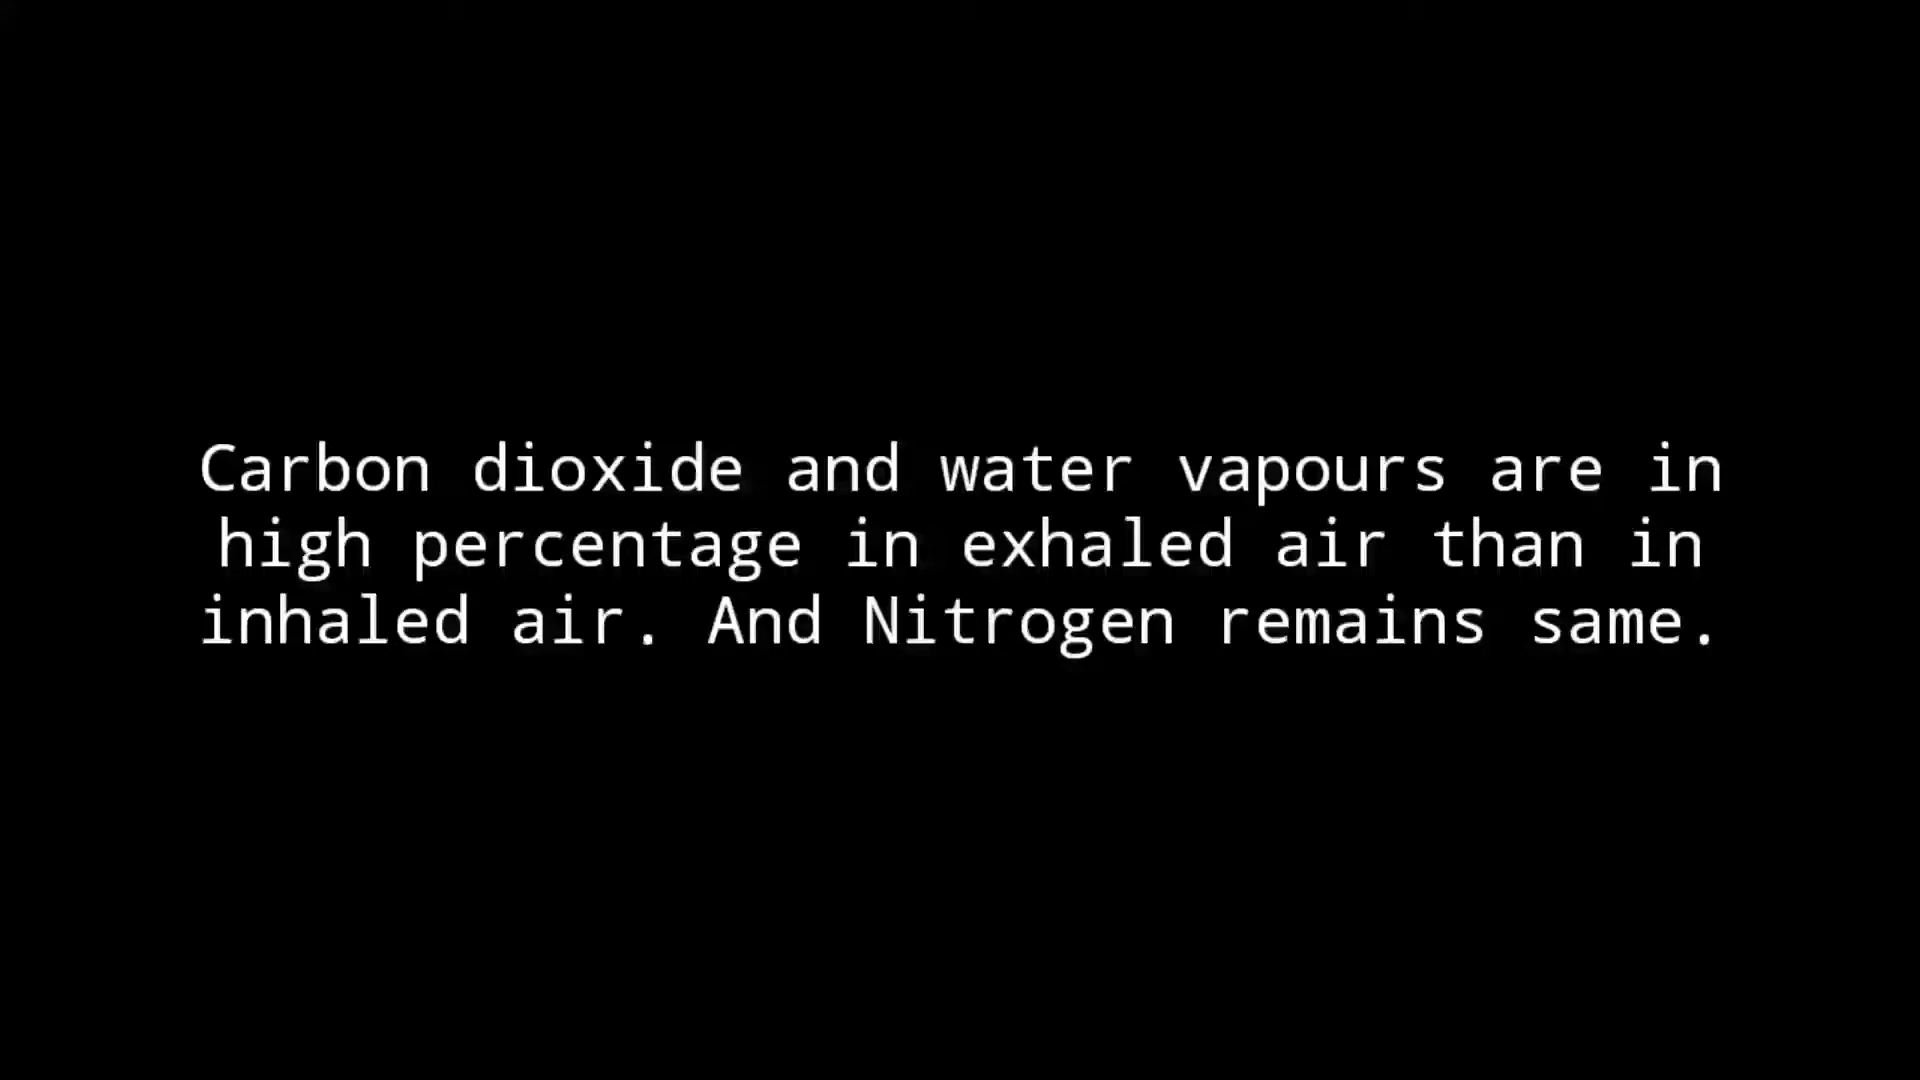 Carbon dioxide and water vapours are in
high percentage in exhaled air than in
inhaled air. And Nitrogen remains same.